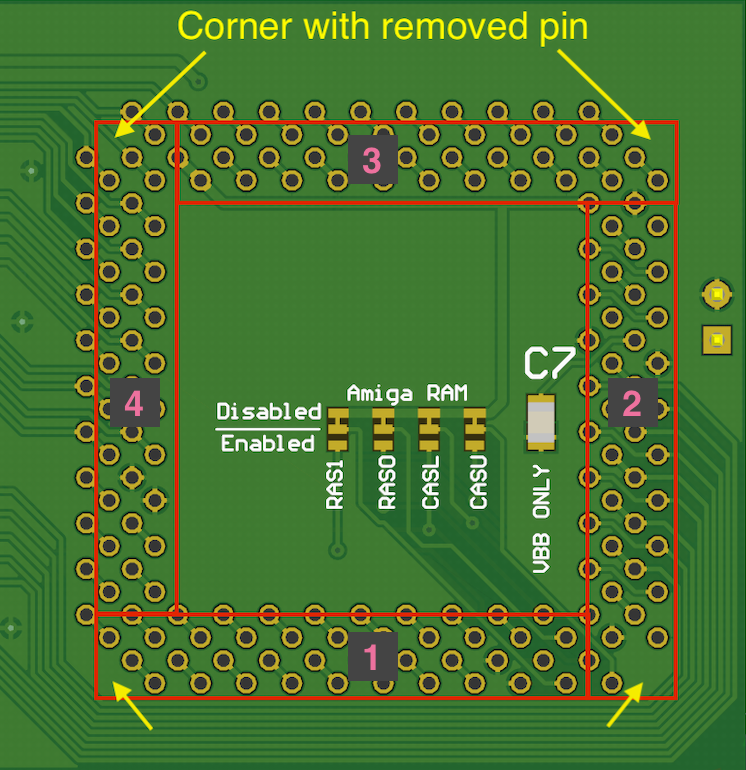 Corner with removed pin
3
C7
Amiga RAM
4
Disabled
Enabled
2
RAS1
RAS0
CASL
CASU
VBB ONLY
1